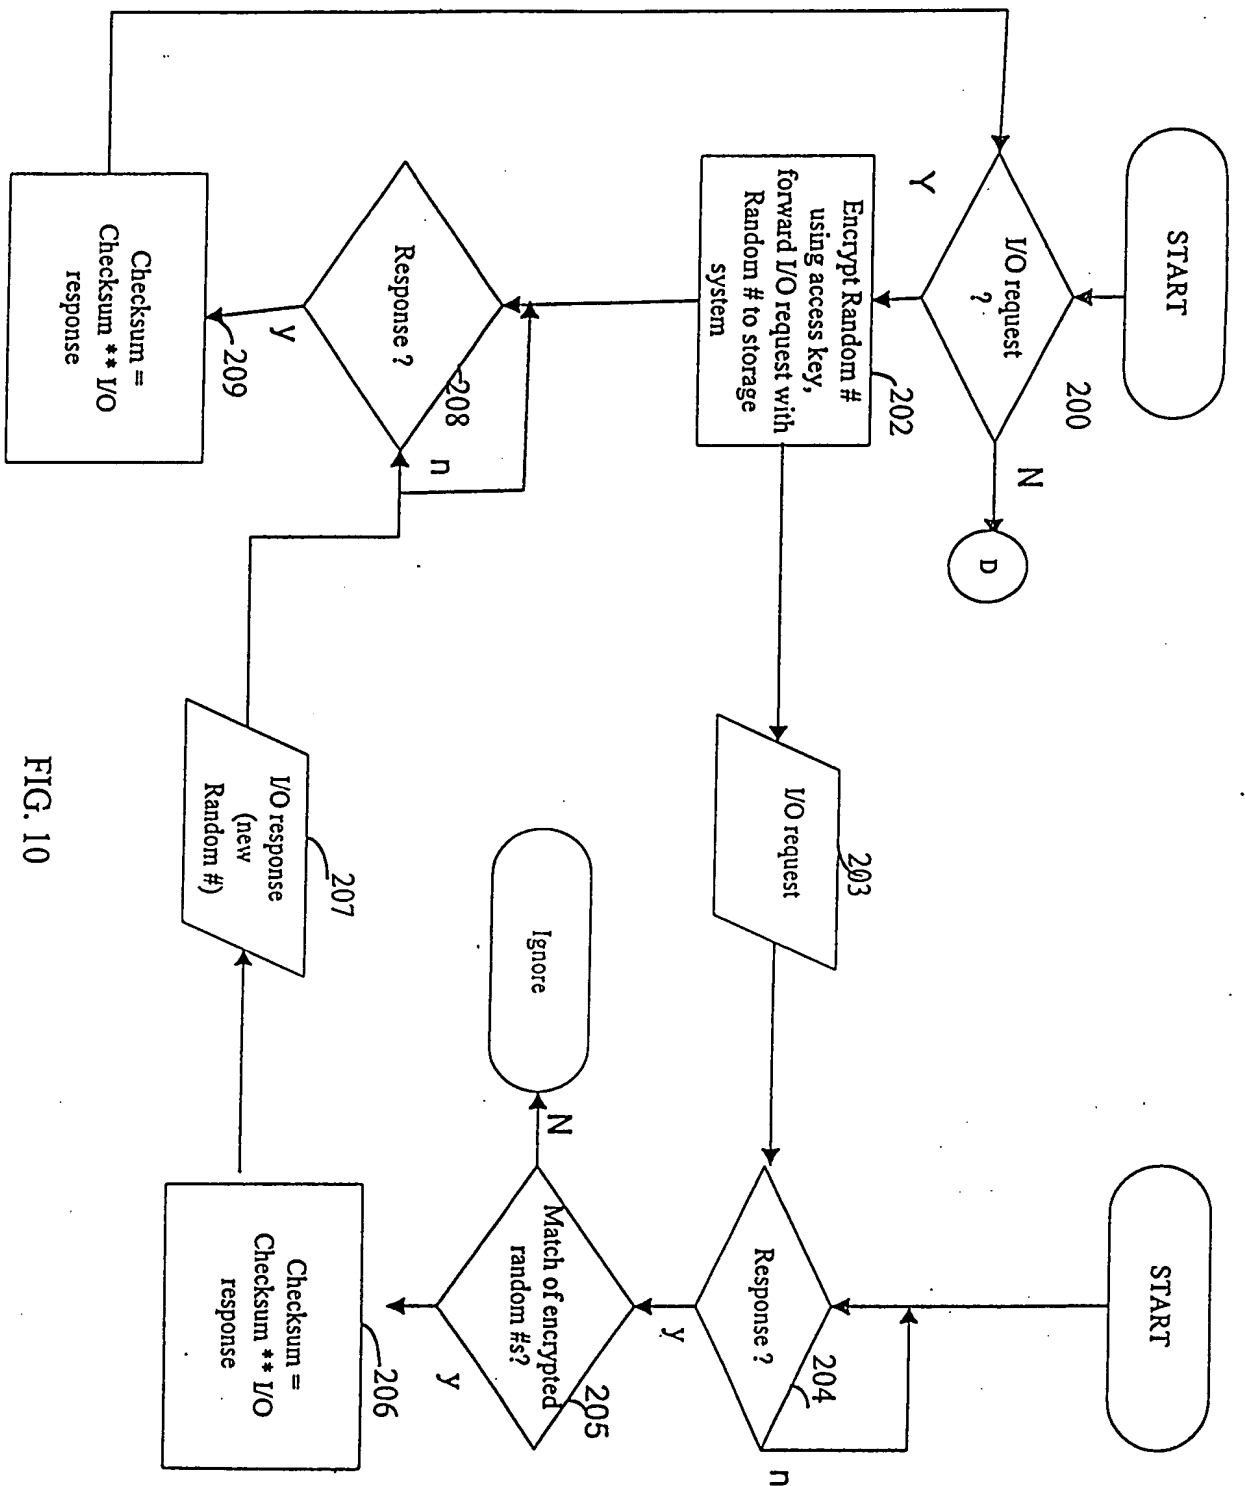 START
I/O request
?
200
N
D
Y
Encrypt Random #
using access key,
forward I/O request with
Random # to storage
system
202
I/O request
203
START
Response ?
204
n
y
Match of encrypted
random #s?
205
N
Ignore
y
Checksum =
Checksum ** I/O
response
206
I/O response
(new
Random #)
207
Response ?
208
n
y
209
Checksum =
Checksum ** I/O
response
FIG. 10